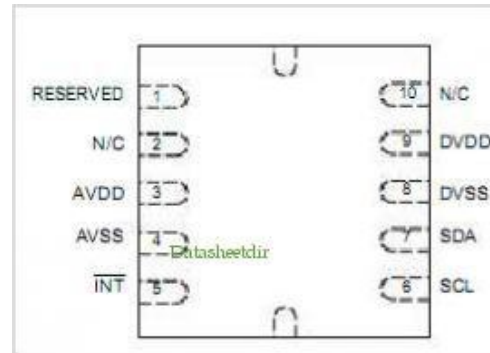 RESERVED 1 10 N/C
N/C 2 9 DVDD
AVDD 3 8 DVSS
AVSS 4 7 SDA
Datasheetdir
INT 5 6 SCL